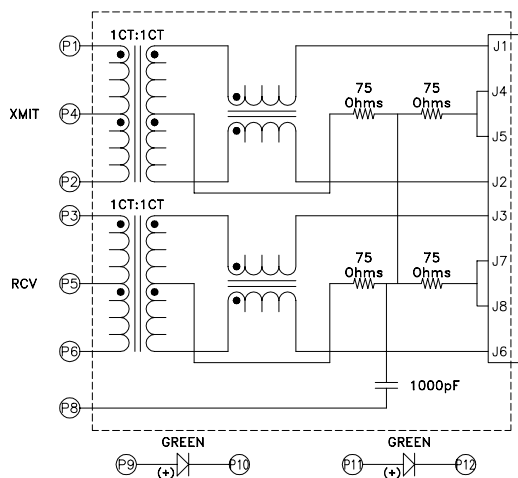 1CT:1CT
P1
J1
75
Ohms
75
Ohms
J4
XMIT
P4
J5
P2
J2
1CT:1CT
P3
J3
75
Ohms
75
Ohms
J7
RCV
P5
J8
P6
J6
1000pF
P8
GREEN
P9
(+)
P10
GREEN
P11
(+)
P12